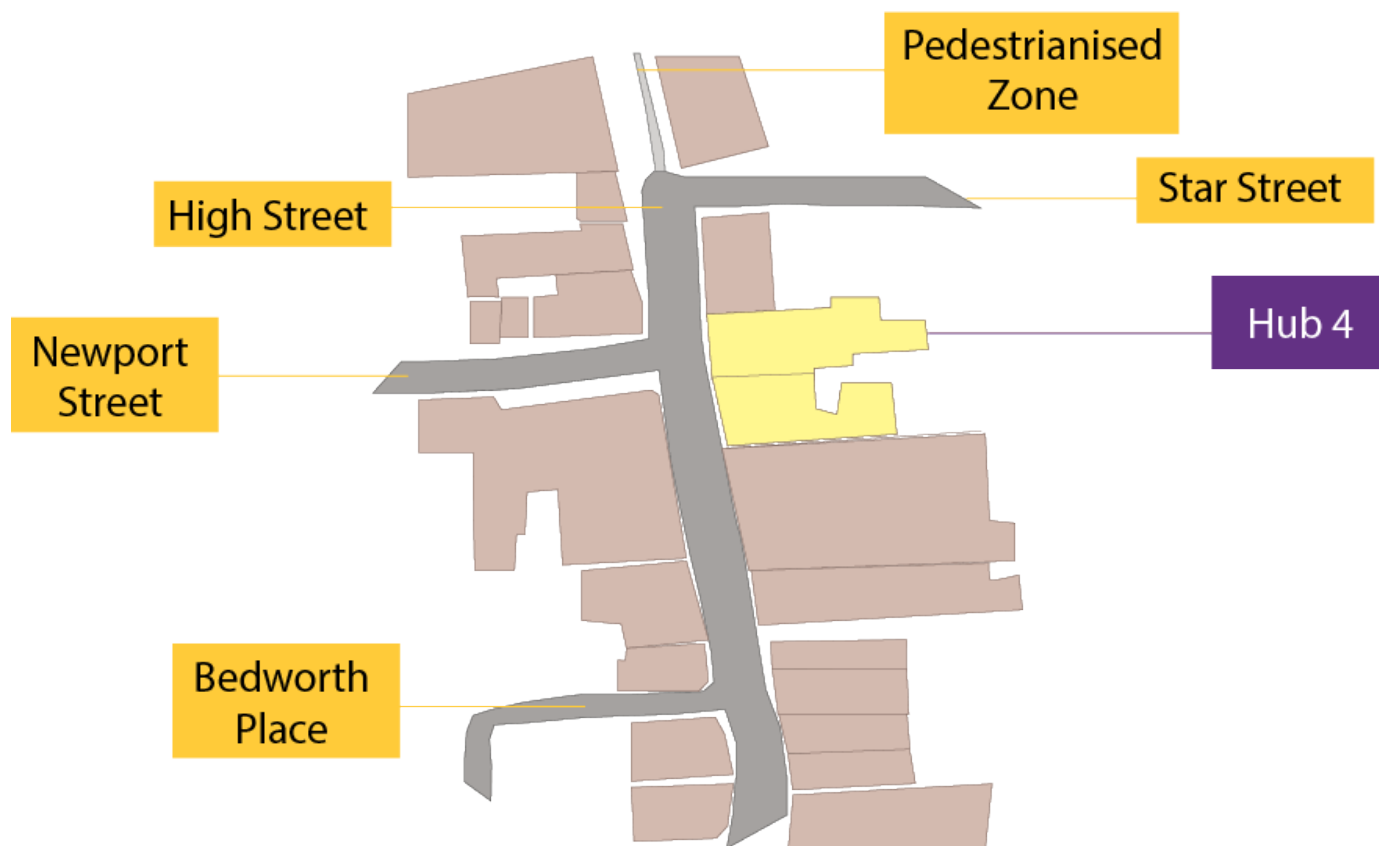 Pedestrianised
Zone
Star Street
High Street
Hub 4
Newport
Street
Bedworth
Place